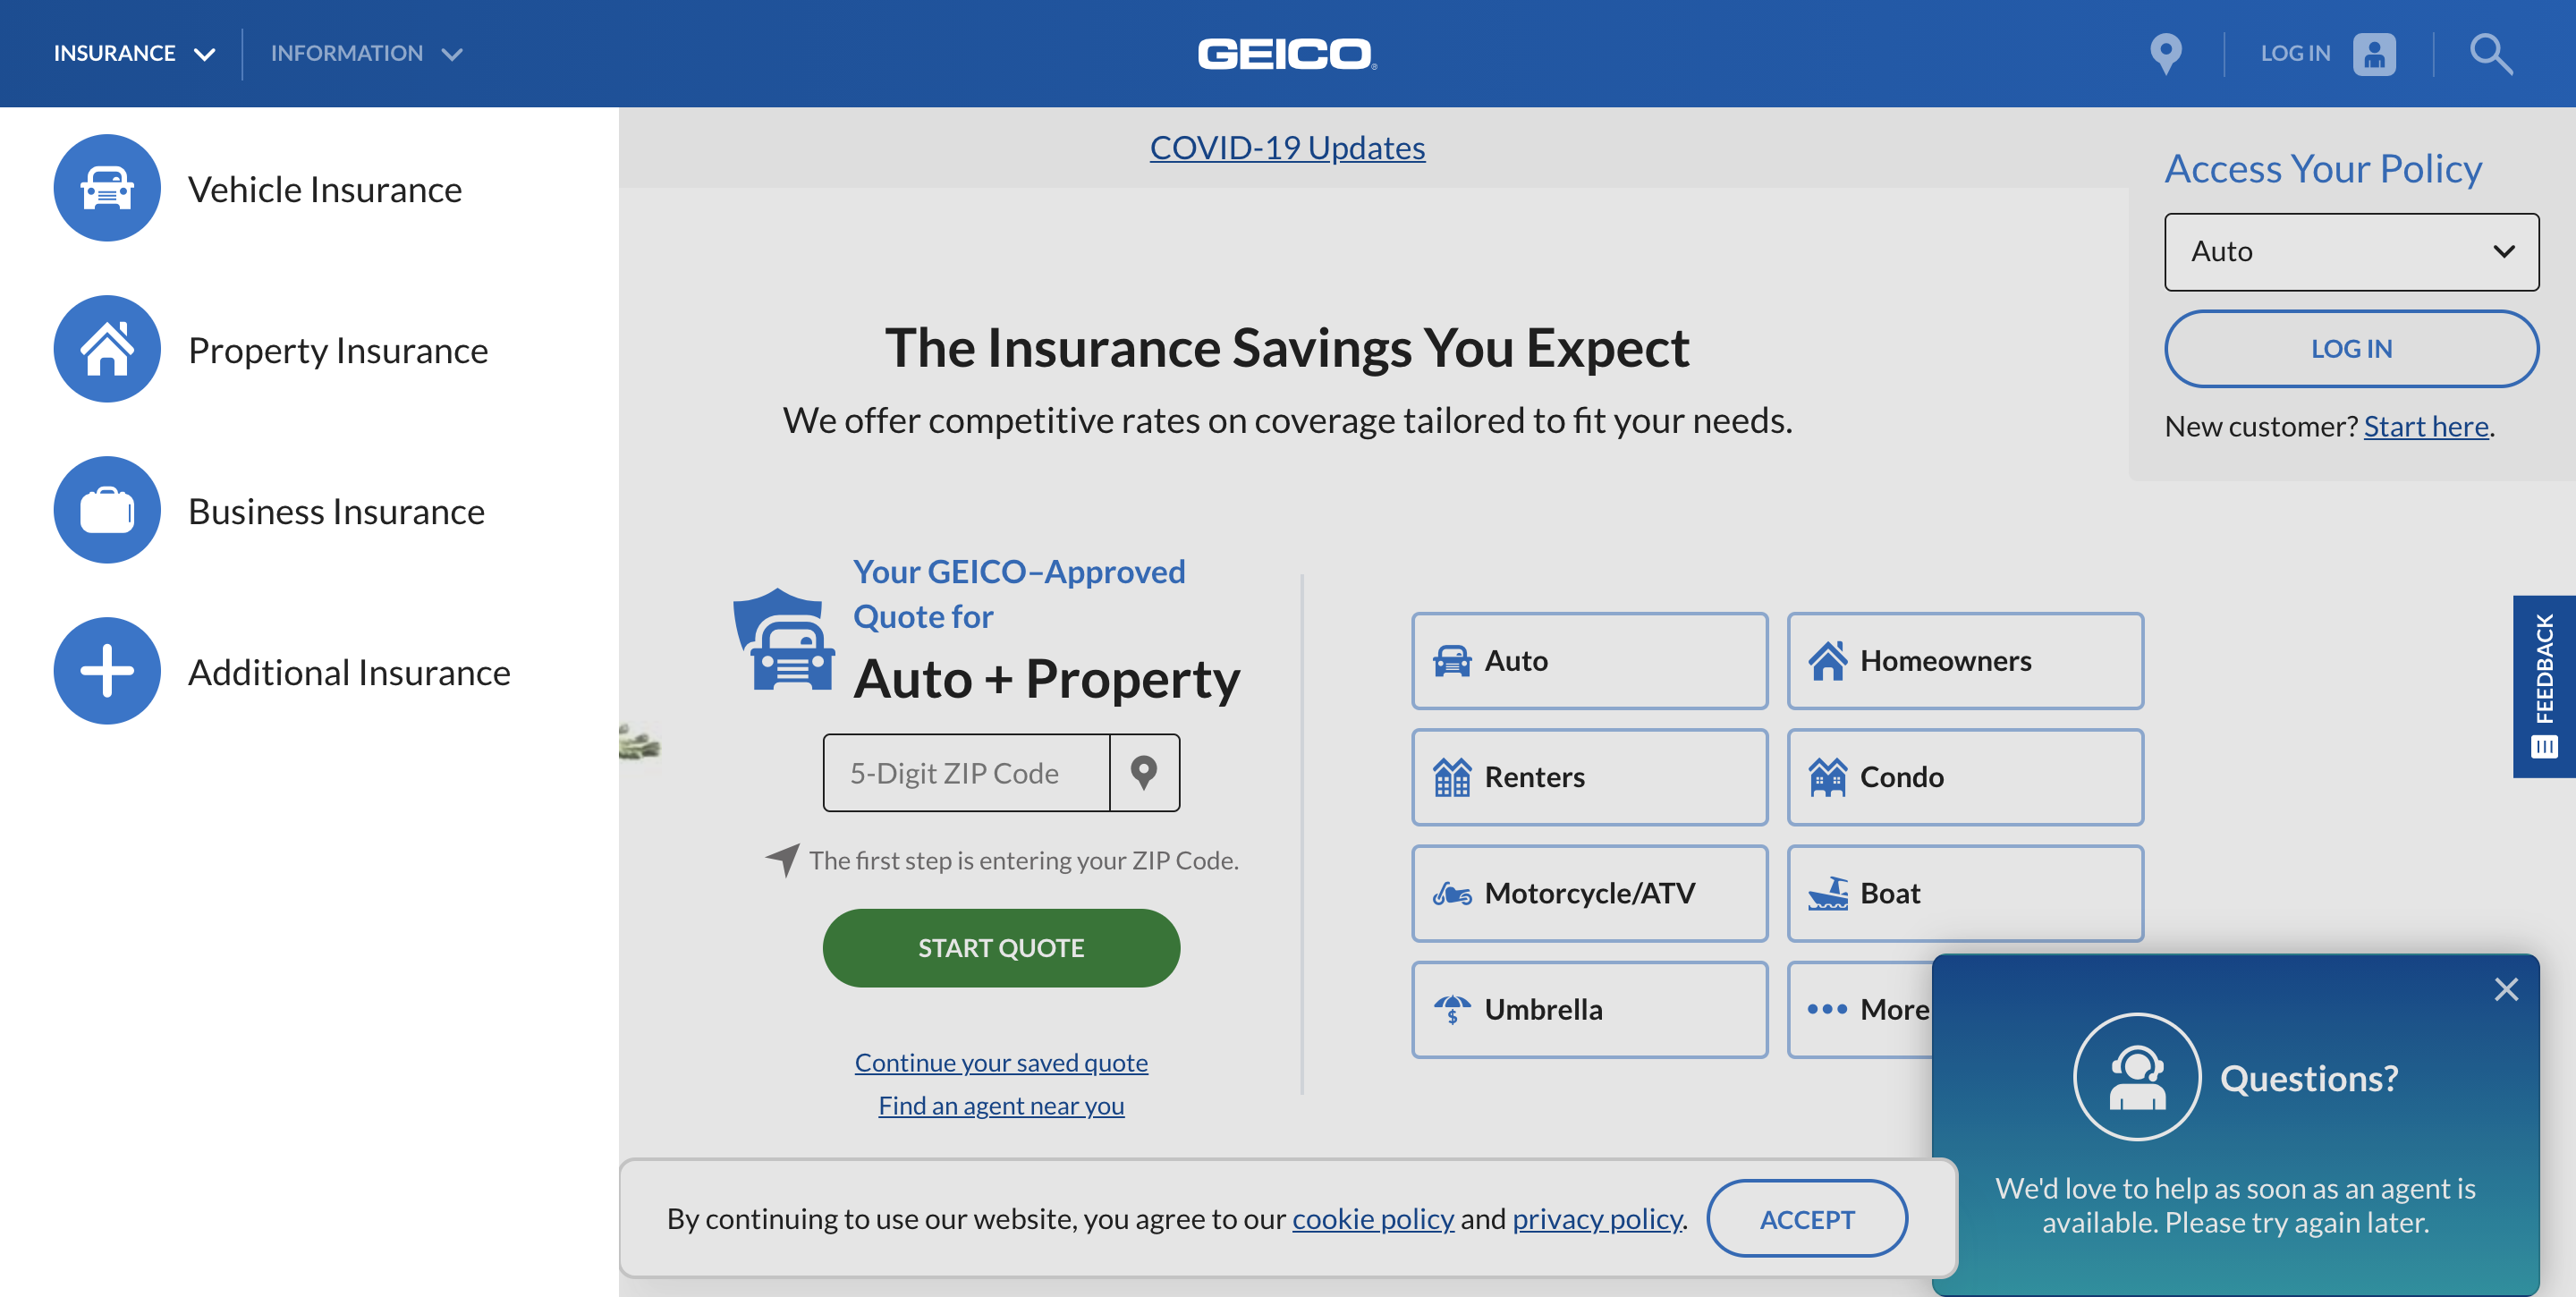 INSURANCE
INFORMATION
GEICO
LOG IN
Vehicle Insurance
Property Insurance
Business Insurance
Additional Insurance
COVID-19 Updates
Access Your Policy
Auto
LOG IN
New customer? Start here.
The Insurance Savings You Expect
We offer competitive rates on coverage tailored to fit your needs.
Your GEICO–Approved
Quote for
Auto + Property
5-Digit ZIP Code
The first step is entering your ZIP Code.
START QUOTE
Continue your saved quote
Find an agent near you
Auto
Homeowners
Renters
Condo
Motorcycle/ATV
Boat
Umbrella
More
FEEDBACK
Questions?
We'd love to help as soon as an agent is
available. Please try again later.
By continuing to use our website, you agree to our cookie policy and privacy policy.
ACCEPT